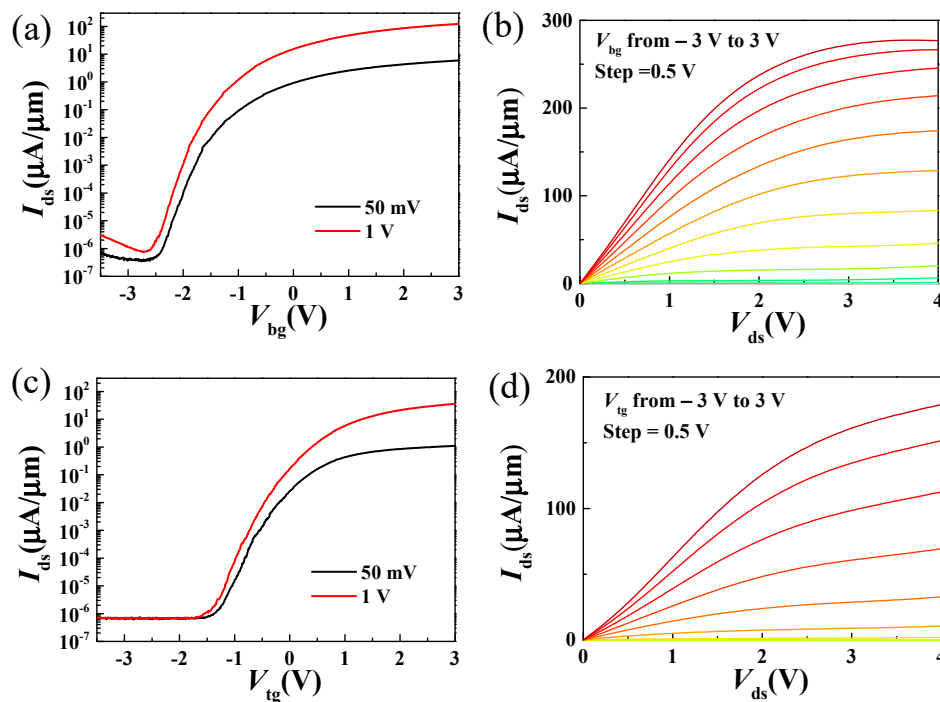 (a)
10²
10¹
10⁰
10⁻¹
10⁻²
10⁻³
10⁻⁴
10⁻⁵
10⁻⁶
10⁻⁷
I_ds(μA/μm)
50 mV
1 V
-3 -2 -1 0 1 2 3
V_bg(V)
(b)
300
200
100
0
I_ds(μA/μm)
V_bg from – 3 V to 3 V
Step =0.5 V
0 1 2 3 4
V_ds(V)
(c)
10²
10¹
10⁰
10⁻¹
10⁻²
10⁻³
10⁻⁴
10⁻⁵
10⁻⁶
10⁻⁷
I_ds(μA/μm)
50 mV
1 V
-3 -2 -1 0 1 2 3
V_tg(V)
(d)
200
100
0
I_ds(μA/μm)
V_tg from – 3 V to 3 V
Step = 0.5 V
0 1 2 3 4
V_ds(V)